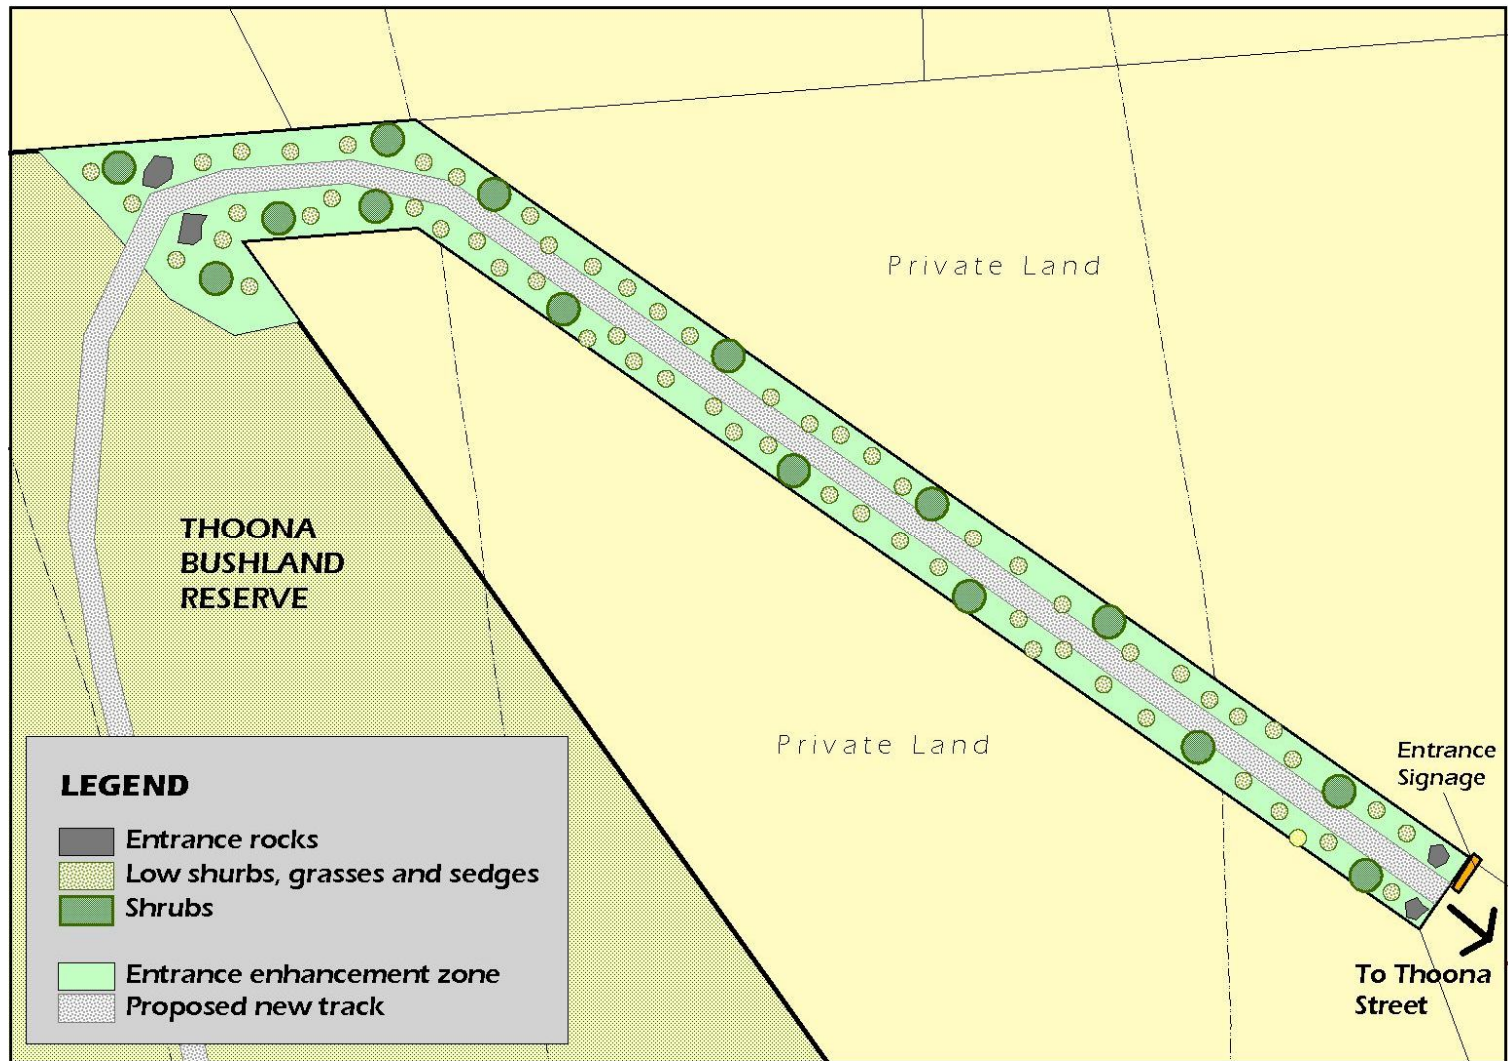 Private Land
THOONA
BUSHLAND
RESERVE
Private Land
Entrance
Signage
LEGEND
Entrance rocks
Low shurbs, grasses and sedges
Shrubs
Entrance enhancement zone
Proposed new track
To Thoona
Street